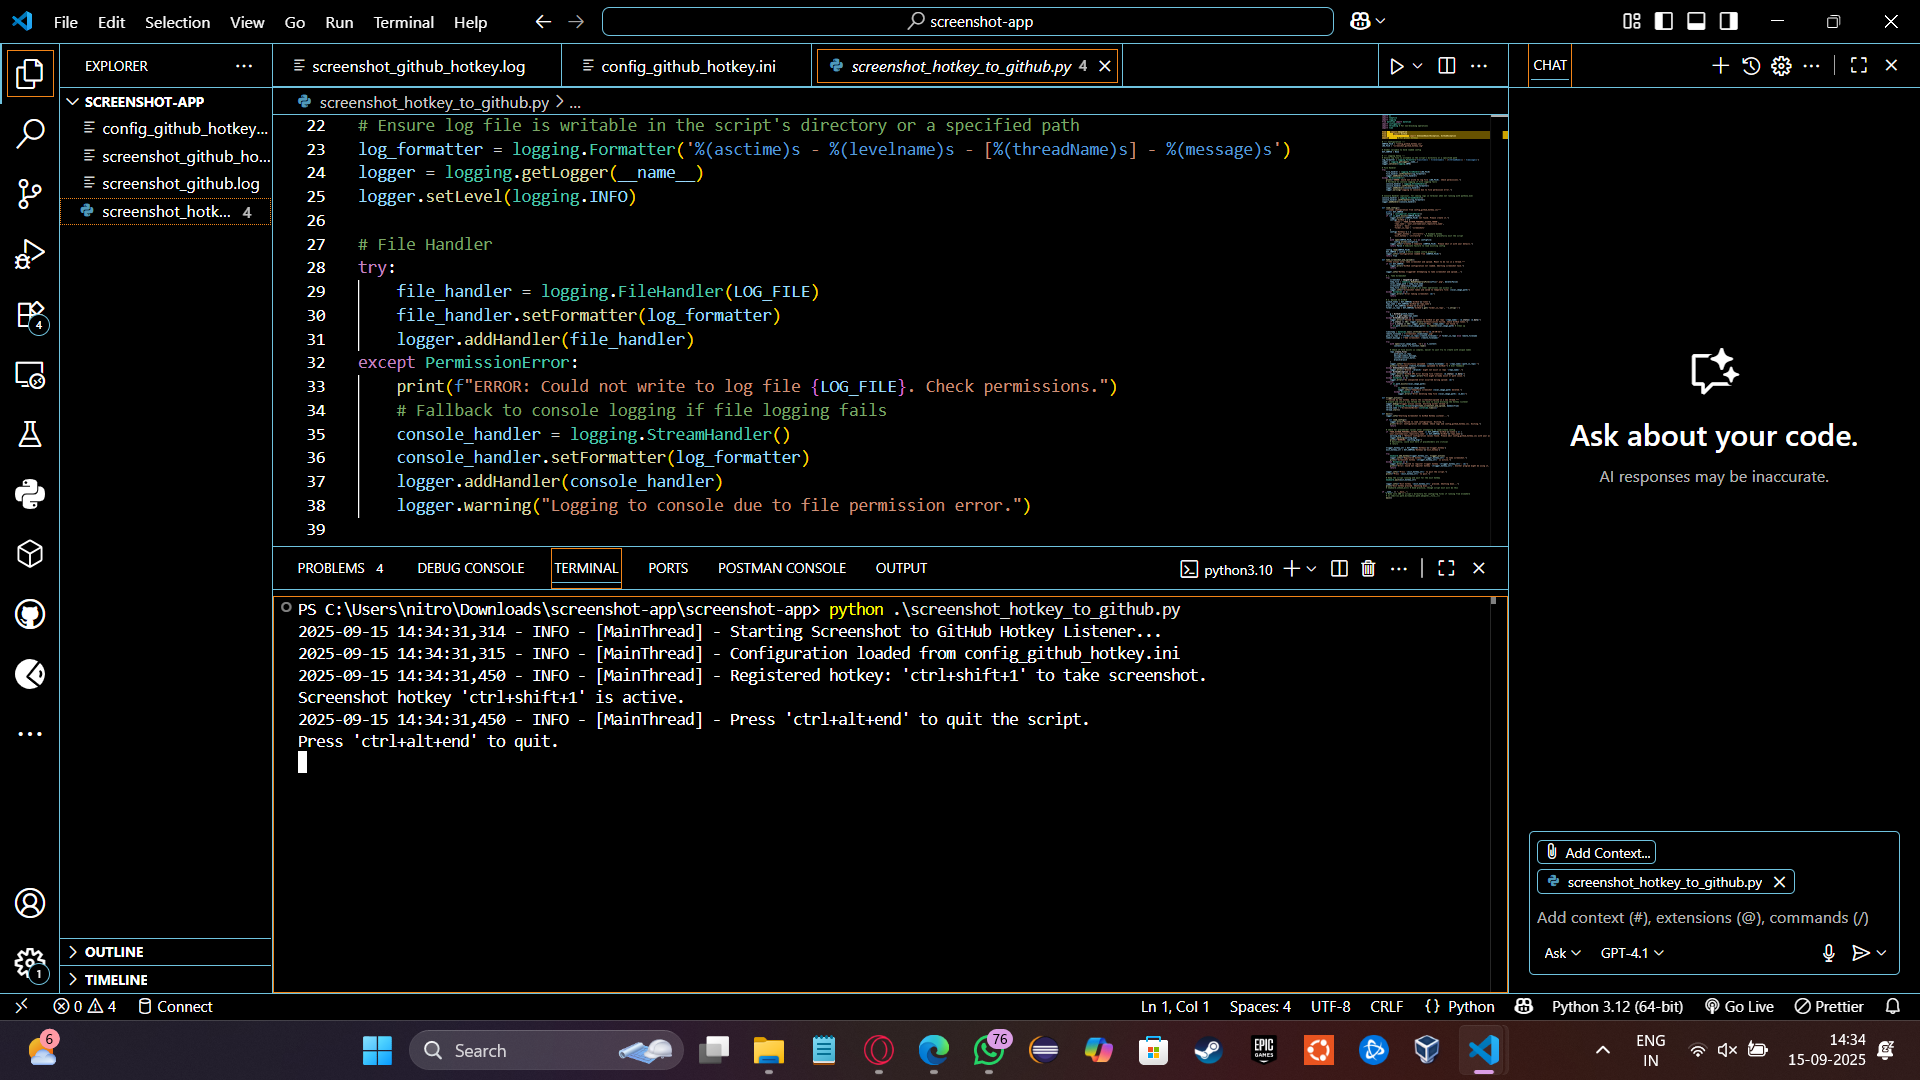 File Edit Selection View Go Run Terminal Help
screenshot-app
EXPLORER
SCREENSHOT-APP
config_github_hotkey...
screenshot_github_ho...
screenshot_github.log
screenshot_hotk... 4
OUTLINE
TIMELINE
4
1
screenshot_github_hotkey.log
config_github_hotkey.ini
screenshot_hotkey_to_github.py 4
screenshot_hotkey_to_github.py > ...
22 # Ensure log file is writable in the script's directory or a specified path
23 log_formatter = logging.Formatter('%(asctime)s - %(levelname)s - [%(threadName)s] - %(message)s')
24 logger = logging.getLogger(__name__)
25 logger.setLevel(logging.INFO)
26
27 # File Handler
28 try:
29 file_handler = logging.FileHandler(LOG_FILE)
30 file_handler.setFormatter(log_formatter)
31 logger.addHandler(file_handler)
32 except PermissionError:
33 print(f"ERROR: Could not write to log file {LOG_FILE}. Check permissions.")
34 # Fallback to console logging if file logging fails
35 console_handler = logging.StreamHandler()
36 console_handler.setFormatter(log_formatter)
37 logger.addHandler(console_handler)
38 logger.warning("Logging to console due to file permission error.")
39
PROBLEMS 4 DEBUG CONSOLE TERMINAL PORTS POSTMAN CONSOLE OUTPUT
python3.10
PS C:\Users\nitro\Downloads\screenshot-app\screenshot-app> python .\screenshot_hotkey_to_github.py
2025-09-15 14:34:31,314 - INFO - [MainThread] - Starting Screenshot to GitHub Hotkey Listener...
2025-09-15 14:34:31,315 - INFO - [MainThread] - Configuration loaded from config_github_hotkey.ini
2025-09-15 14:34:31,450 - INFO - [MainThread] - Registered hotkey: 'ctrl+shift+1' to take screenshot.
Screenshot hotkey 'ctrl+shift+1' is active.
2025-09-15 14:34:31,450 - INFO - [MainThread] - Press 'ctrl+alt+end' to quit the script.
Press 'ctrl+alt+end' to quit.
CHAT
Ask about your code.
AI responses may be inaccurate.
Add Context...
screenshot_hotkey_to_github.py
Add context (#), extensions (@), commands (/)
Ask GPT-4.1
0 4 Connect
Ln 1, Col 1 Spaces: 4 UTF-8 CRLF {} Python Python 3.12 (64-bit) Go Live Prettier
6
Search
76
EPIC GAMES
ENG
IN
14:34
15-09-2025